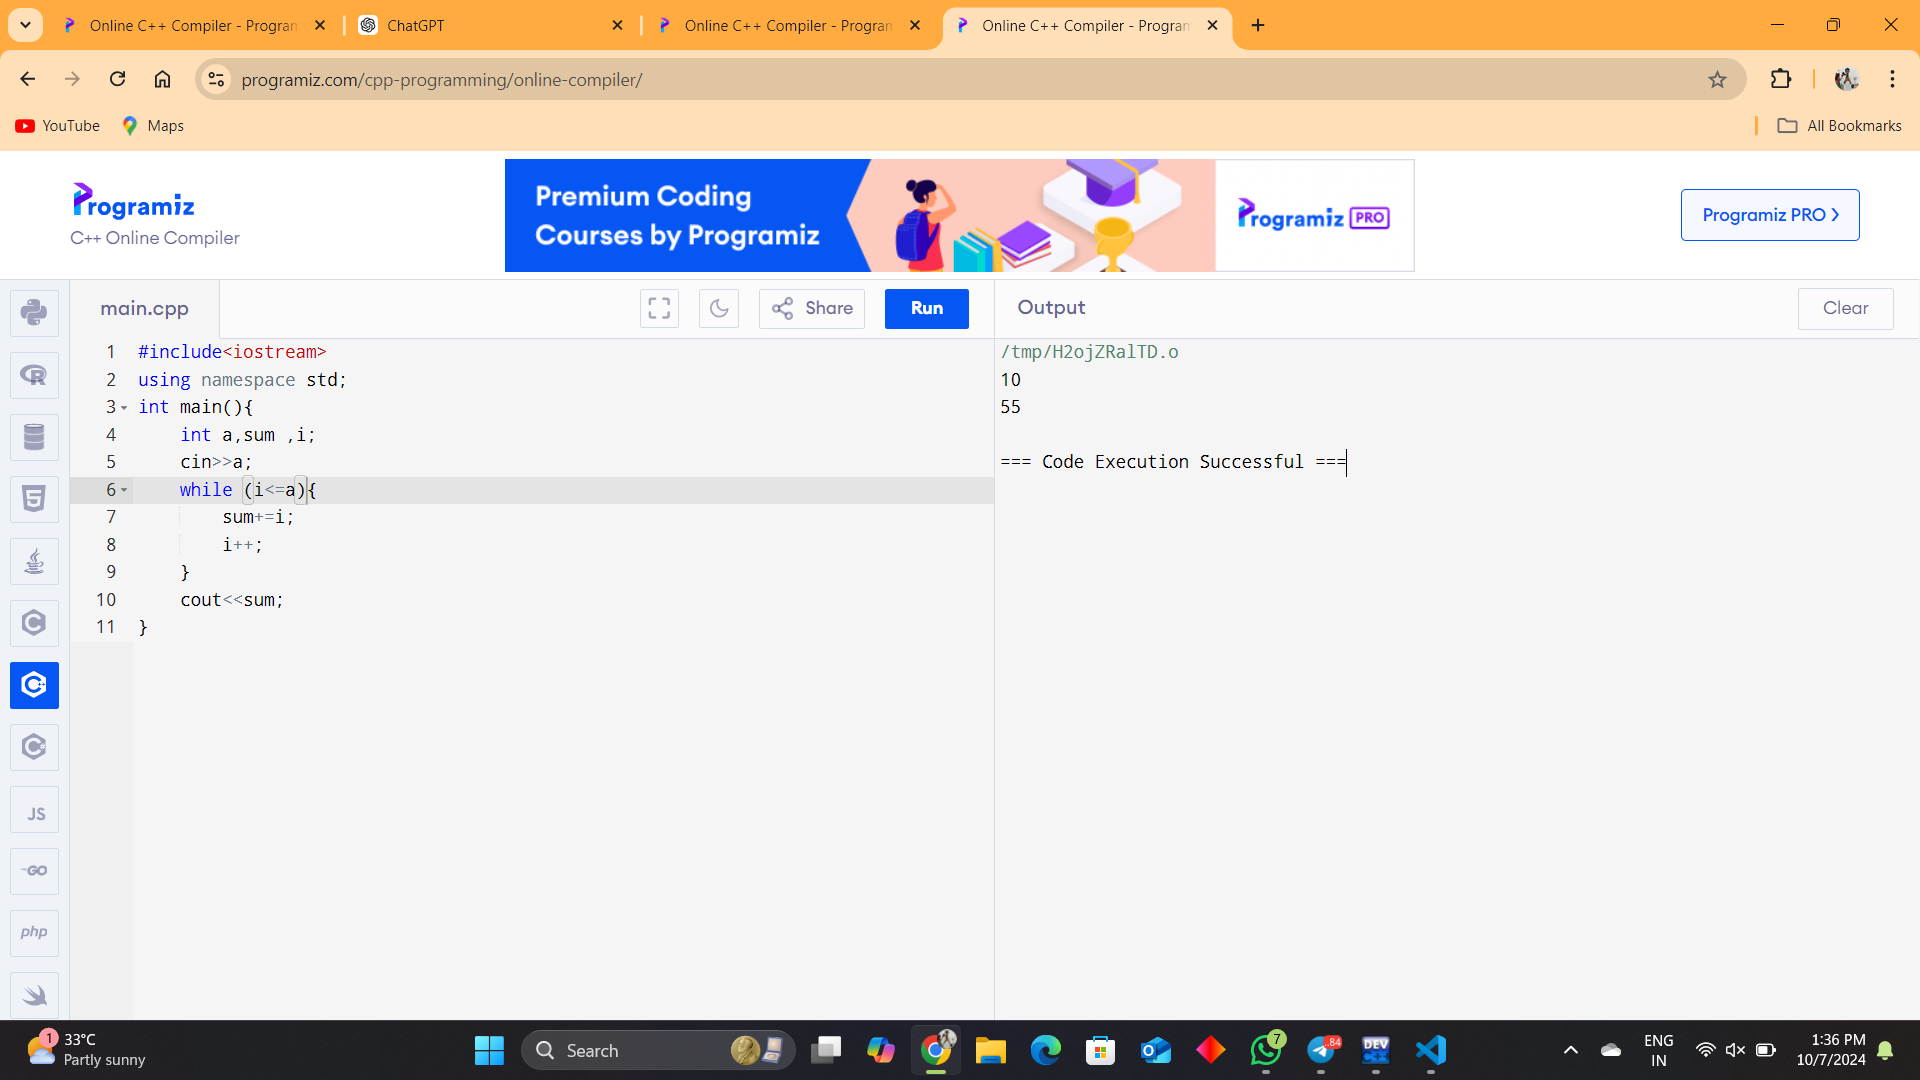 Online C++ Compiler - Program
ChatGPT
Online C++ Compiler - Program
Online C++ Compiler - Program
programiz.com/cpp-programming/online-compiler/
YouTube
Maps
All Bookmarks
Programiz
C++ Online Compiler
Premium Coding
Courses by Programiz
Programiz PRO
Programiz PRO >
main.cpp
Share
Run
Output
Clear
1 #include<iostream>
2 using namespace std;
3 int main(){
4 int a,sum ,i;
5 cin>>a;
6 while (i<=a){
7 sum+=i;
8 i++;
9 }
10 cout<<sum;
11 }
/tmp/H2ojZRalTD.o
10
55
=== Code Execution Successful ===
JS
GO
php
1
33°C
Partly sunny
Search
7
84
DEV
C++
ENG
IN
1:36 PM
10/7/2024